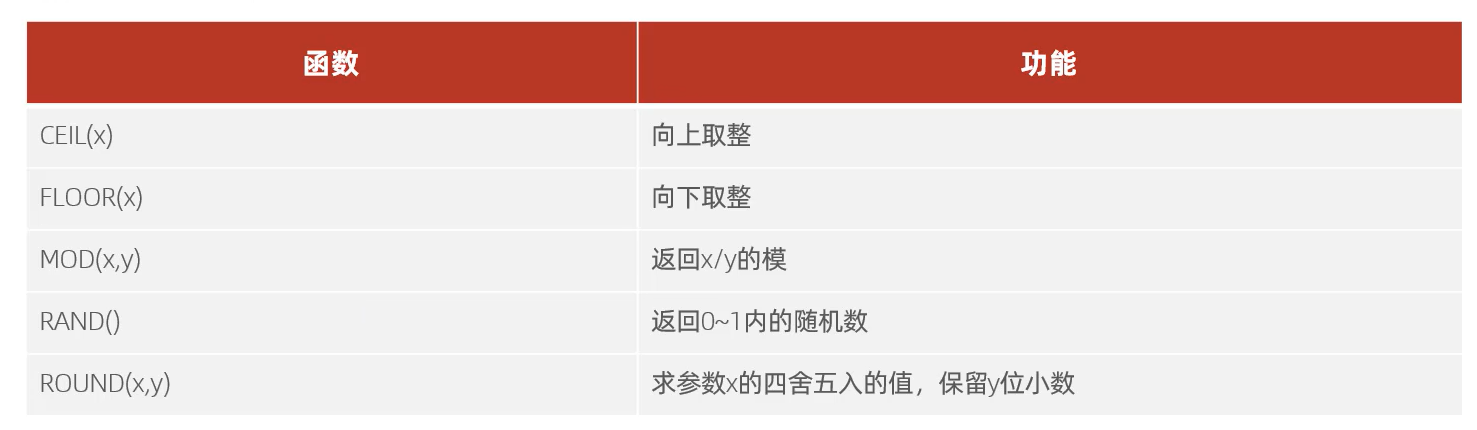 函数 功能
CEIL(x) 向上取整
FLOOR(x) 向下取整
MOD(x,y) 返回x/y的模
RAND() 返回0~1内的随机数
ROUND(x,y) 求参数x的四舍五入的值，保留y位小数